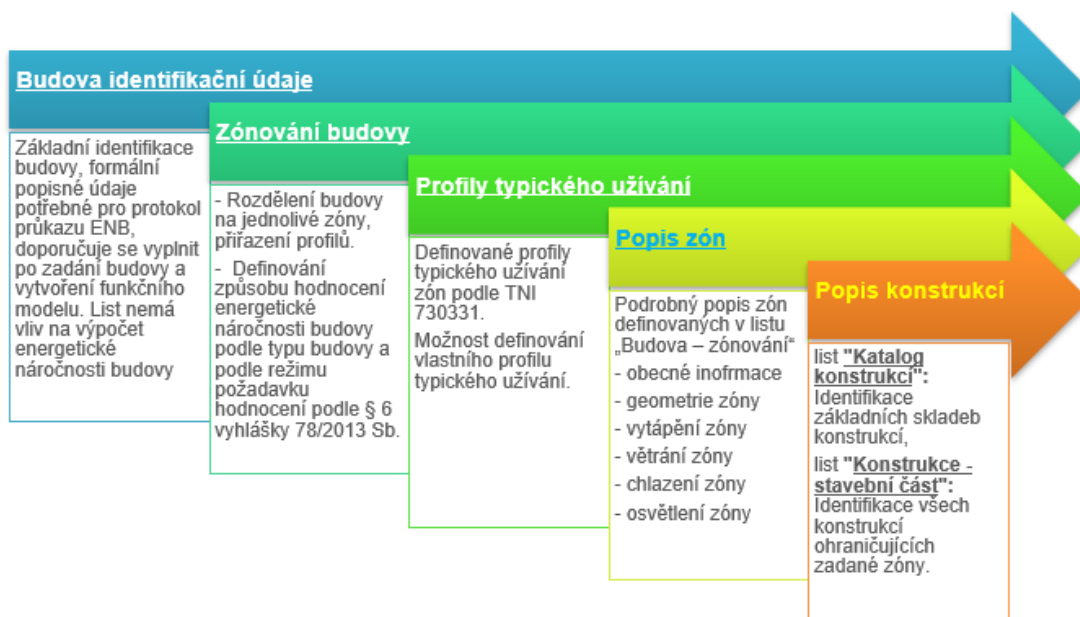 Budova identifikační údaje
Základní identifikace
budovy, formální
popisné údaje
potřebné pro protokol
průkazu ENB,
doporučuje se vyplnit
po zadání budovy a
vytvoření funkčního
modelu. List nemá
vliv na výpočet
energetické
náročnosti budovy
Zónování budovy
- Rozdělení budovy
na jednolivé zóny,
přiřazení profilů.
- Definování
způsobu hodnocení
energetické
náročnosti budovy
podle typu budovy a
podle režimu
požadavku
hodnocení podle § 6
vyhlášky 78/2013 Sb.
Profily typického užívání
Definované profily
typického užívání
zón podle TNI
730331.
Možnost definování
vlastního profilu
typického užívání.
Popis zón
Podrobný popis zón
definovaných v listu
„Budova – zónování“
- obecné inofrmace
- geometrie zóny
- vytápění zóny
- větrání zóny
- chlazení zóny
- osvětlení zóny
Popis konstrukcí
list "Katalog
konstrukcí":
Identifikace
základních skladeb
konstrukcí,
list "Konstrukce -
stavební část":
Identifikace všech
konstrukcí
ohraničujících
zadané zóny.